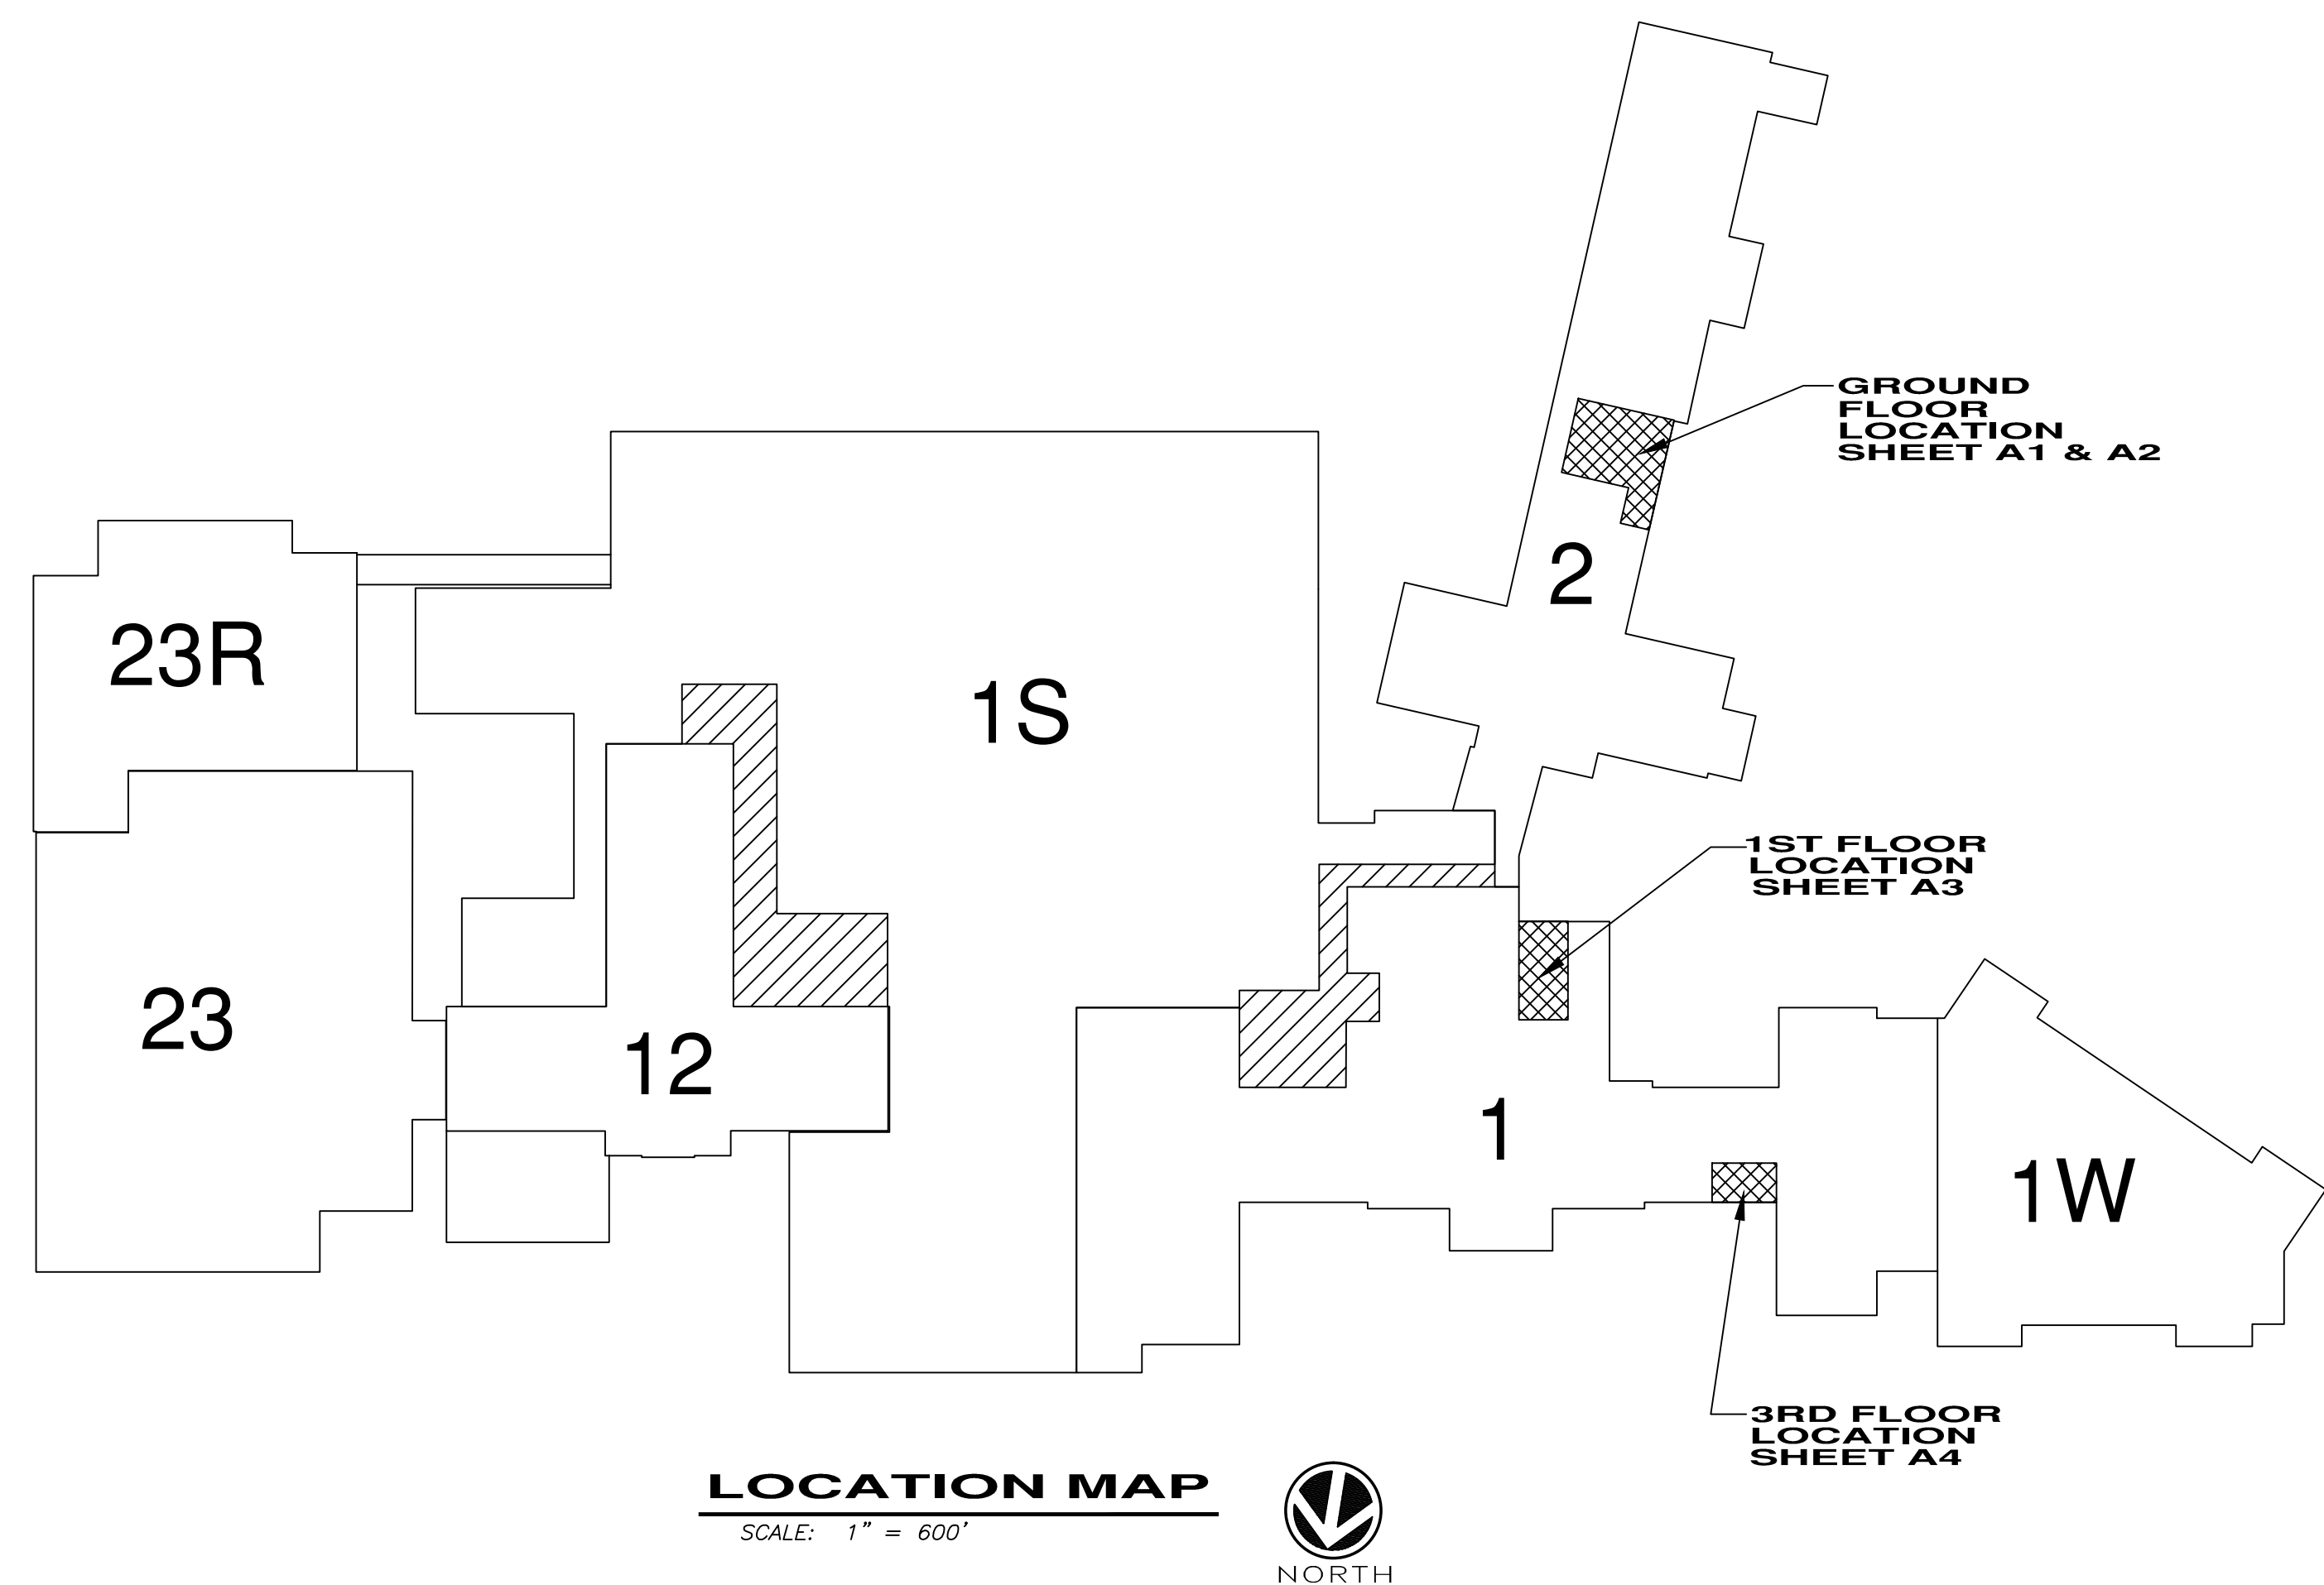 GROUND
FLOOR
LOCATION
SHEET A1 & A2
2
23R
1S
1ST FLOOR
LOCATION
SHEET A3
23
12
1
1W
3RD FLOOR
LOCATION
SHEET A4
LOCATION MAP
SCALE: 1" = 600'
NORTH